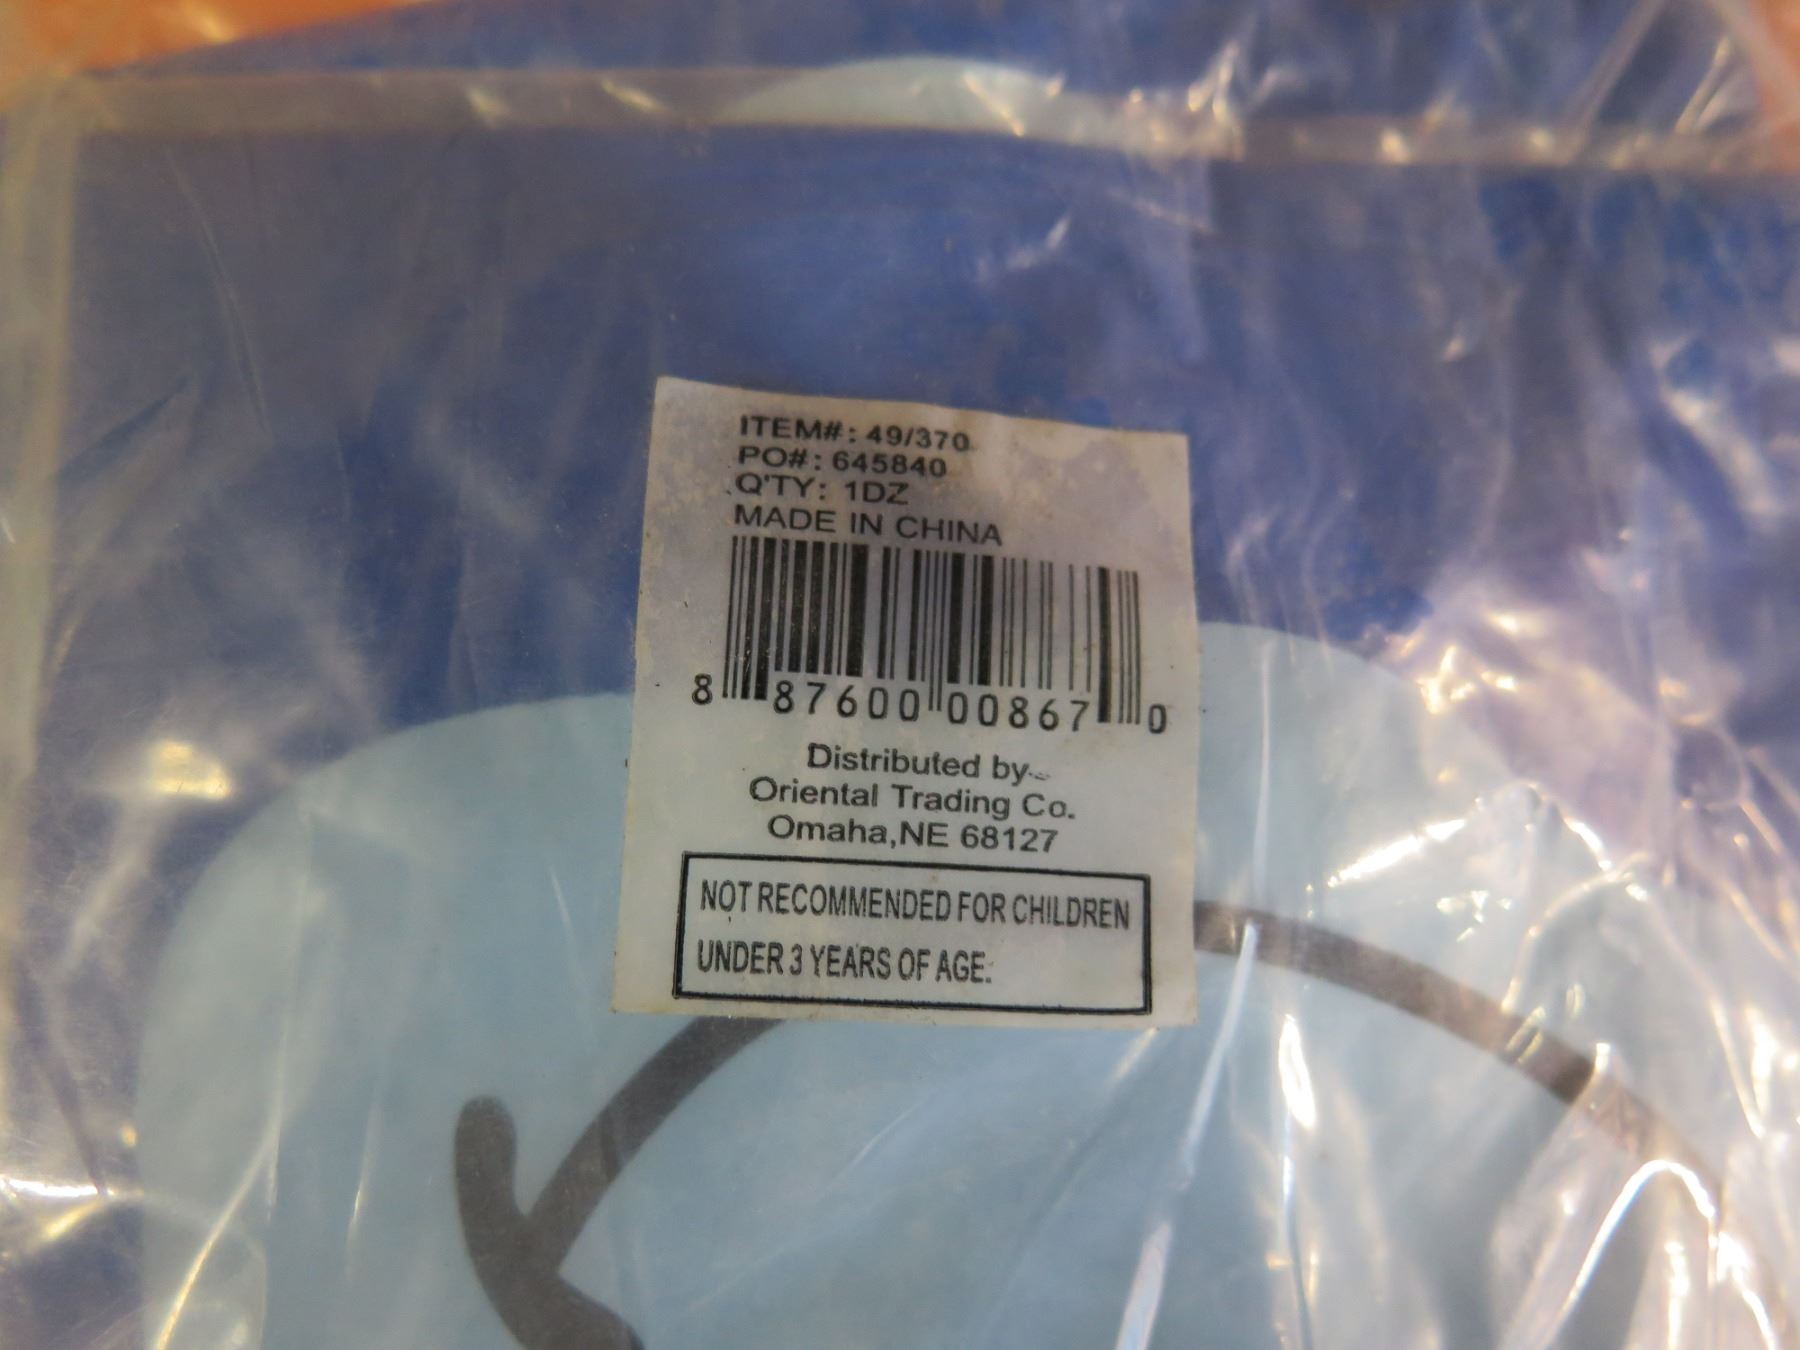 ITEM#: 49/370
PO#: 645840
Q'TY: 1DZ
MADE IN CHINA
8 87600 00867 0
Distributed by
Oriental Trading Co.
Omaha,NE 68127
NOT RECOMMENDED FOR CHILDREN
UNDER 3 YEARS OF AGE.